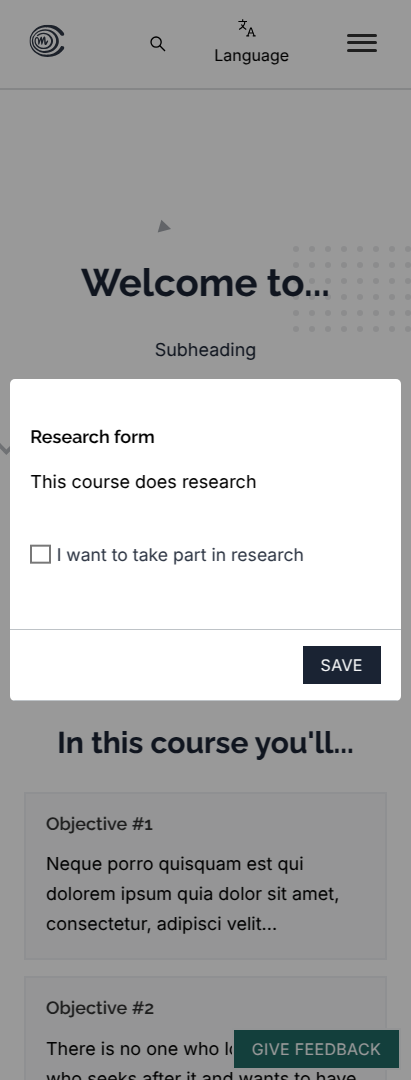 Language
Welcome to...
Subheading
Research form
This course does research
I want to take part in research
SAVE
In this course you'll...
Objective #1
Neque porro quisquam est qui
dolorem ipsum quia dolor sit amet,
consectetur, adipisci velit...
Objective #2
There is no one who
GIVE FEEDBACK
who seeks after it and wants to have